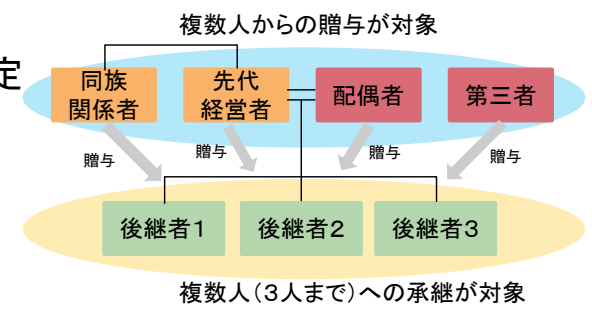 複数人からの贈与が対象
定
同族
関係者
先代
経営者
配偶者
第三者
贈与
贈与
贈与
贈与
後継者1
後継者2
後継者3
複数人(3人まで)への承継が対象